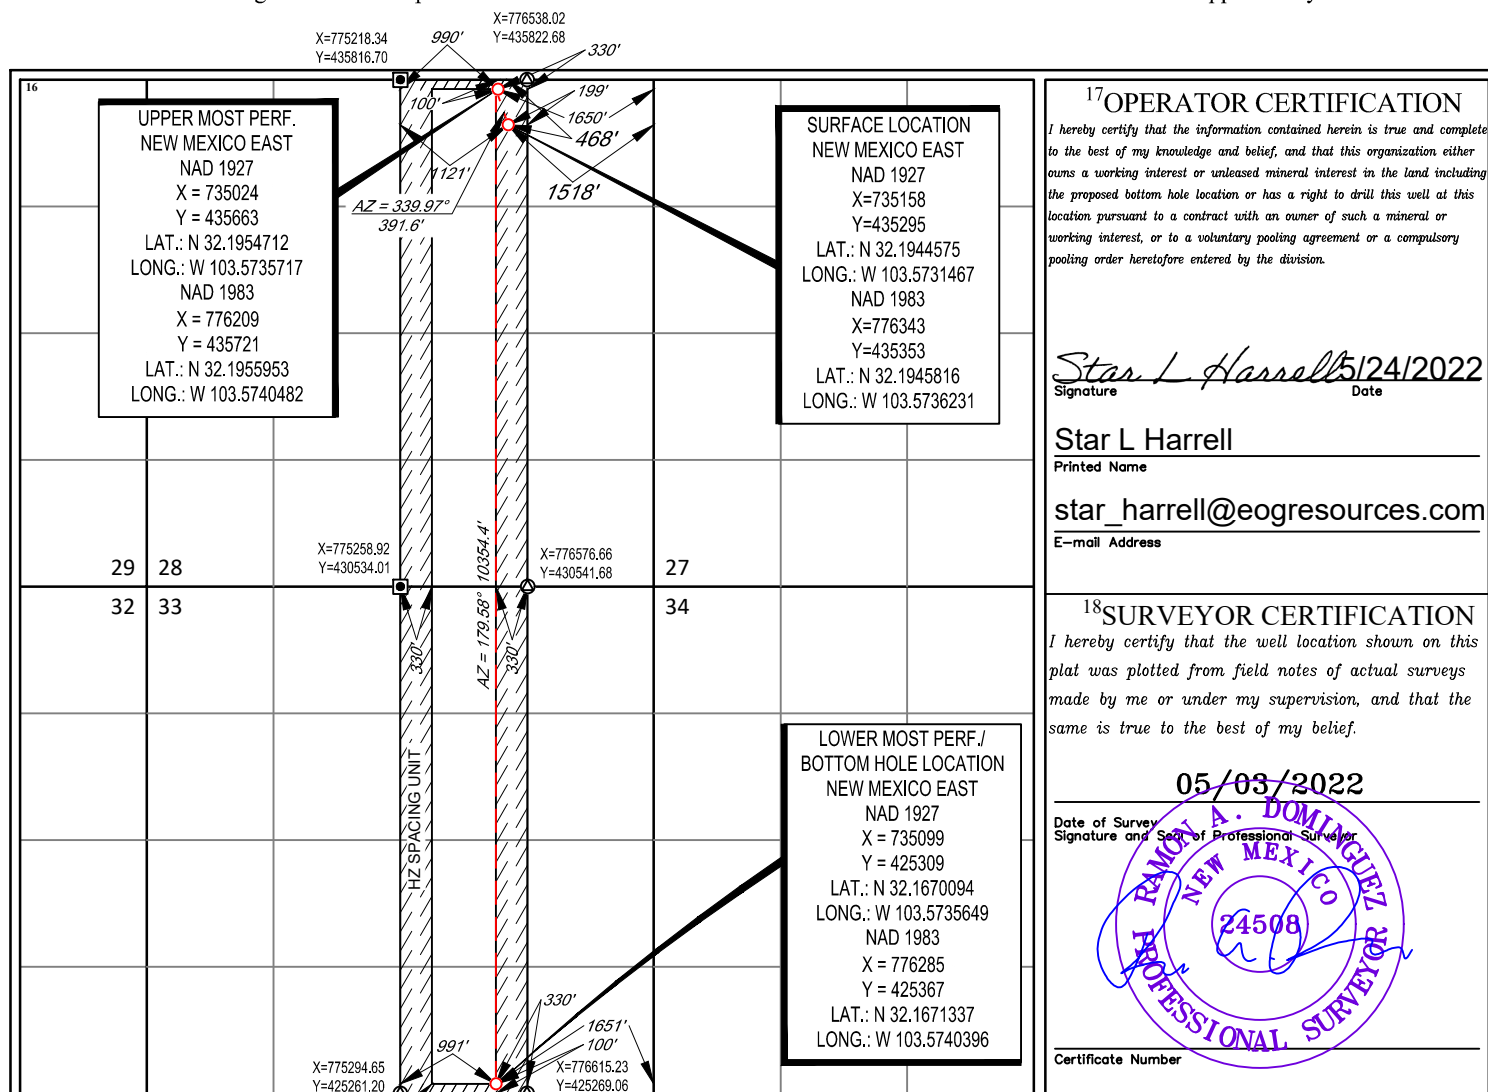 X=776538.02
Y=435822.68
X=775218.34
Y=435816.70
990'
330'
16
100'
199'
1650'
468'
1121'
1518'
AZ = 339.97°
391.6'
UPPER MOST PERF.
NEW MEXICO EAST
NAD 1927
X = 735024
Y = 435663
LAT.: N 32.1954712
LONG.: W 103.5735717
NAD 1983
X = 776209
Y = 435721
LAT.: N 32.1955953
LONG.: W 103.5740482
SURFACE LOCATION
NEW MEXICO EAST
NAD 1927
X=735158
Y=435295
LAT.: N 32.1944575
LONG.: W 103.5731467
NAD 1983
X=776343
Y=435353
LAT.: N 32.1945816
LONG.: W 103.5736231
X=775258.92
Y=430534.01
X=776576.66
Y=430541.68
29 28
27
32 33
34
AZ = 179.58° 10354.4'
330'
330'
HZ SPACING UNIT
LOWER MOST PERF./
BOTTOM HOLE LOCATION
NEW MEXICO EAST
NAD 1927
X = 735099
Y = 425309
LAT.: N 32.1670094
LONG.: W 103.5735649
NAD 1983
X = 776285
Y = 425367
LAT.: N 32.1671337
LONG.: W 103.5740396
330'
1651'
991'
100'
X=775294.65
Y=425261.20
X=776615.23
Y=425269.06
17OPERATOR CERTIFICATION
I hereby certify that the information contained herein is true and complete
to the best of my knowledge and belief, and that this organization either
owns a working interest or unleased mineral interest in the land including
the proposed bottom hole location or has a right to drill this well at this
location pursuant to a contract with an owner of such a mineral or
working interest, or to a voluntary pooling agreement or a compulsory
pooling order heretofore entered by the division.
Star L Harrell 5/24/2022
Signature Date
Star L Harrell
Printed Name
star_harrell@eogresources.com
E-mail Address
18SURVEYOR CERTIFICATION
I hereby certify that the well location shown on this
plat was plotted from field notes of actual surveys
made by me or under my supervision, and that the
same is true to the best of my belief.
05/03/2022
Date of Survey
Signature and Seal of Professional Surveyor
RAMON A. DOMINGUEZ
NEW MEXICO
24508
PROFESSIONAL SURVEYOR
Certificate Number